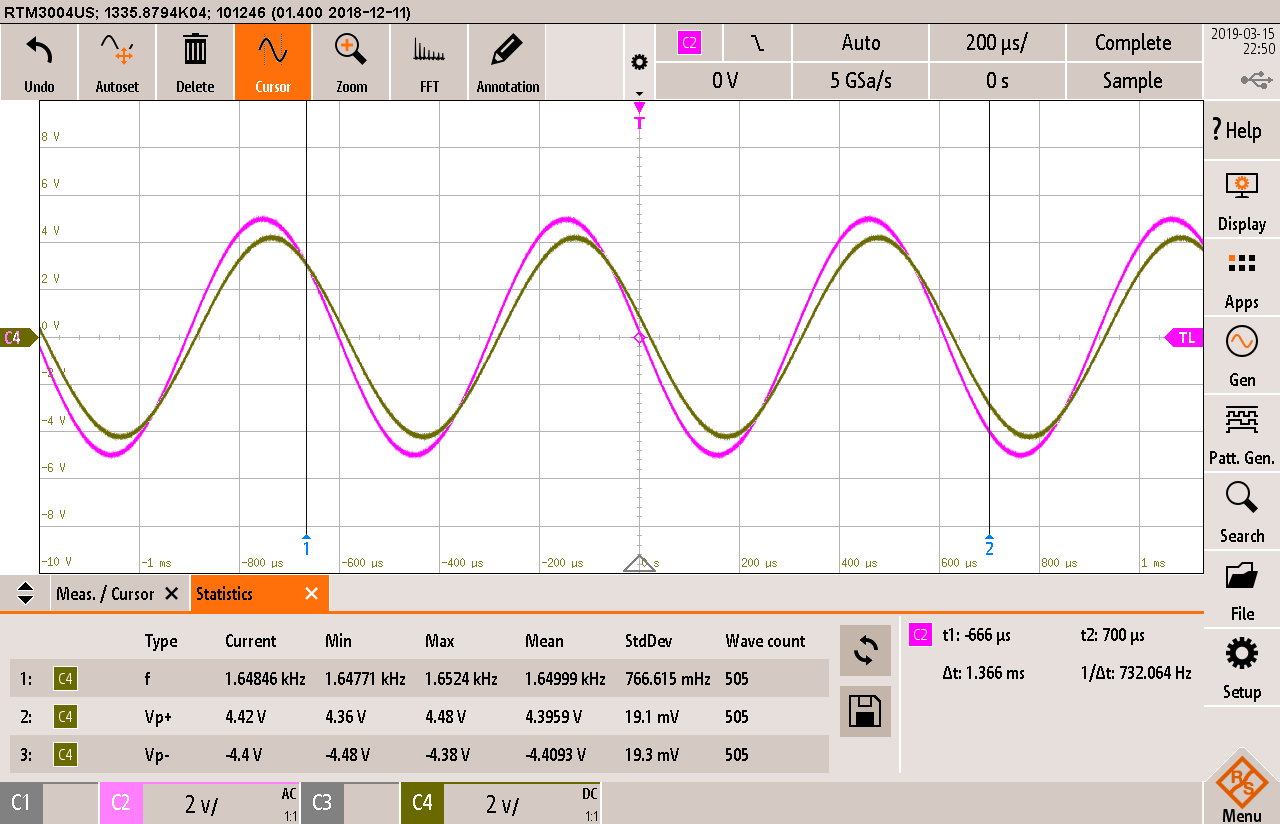 RTM3004US; 1335.8794K04; 101246 (01.400 2018-12-11)
Undo
Autoset
Delete
Cursor
Zoom
FFT
Annotation
C2
Auto
200 µs/
Complete
0 V
5 GSa/s
0 s
Sample
2019-03-15
22:50
? Help
Display
Apps
Gen
Patt. Gen.
Search
File
Setup
R S
Menu
T
8 V
6 V
4 V
2 V
0 V
-2 V
-4 V
-6 V
-8 V
-10 V
C4
TL
1
2
-1 ms
-800 µs
-600 µs
-400 µs
-200 µs
0 s
200 µs
400 µs
600 µs
800 µs
1 ms
Meas. / Cursor
Statistics
Type Current Min Max Mean StdDev Wave count
1: C4 f 1.64846 kHz 1.64771 kHz 1.6524 kHz 1.64999 kHz 766.615 mHz 505
2: C4 Vp+ 4.42 V 4.36 V 4.48 V 4.3959 V 19.1 mV 505
3: C4 Vp- -4.4 V -4.48 V -4.38 V -4.4093 V 19.3 mV 505
C2 t1: -666 µs t2: 700 µs
Δt: 1.366 ms 1/Δt: 732.064 Hz
C1
C2 2 V/ AC 1:1
C3
C4 2 V/ DC 1:1